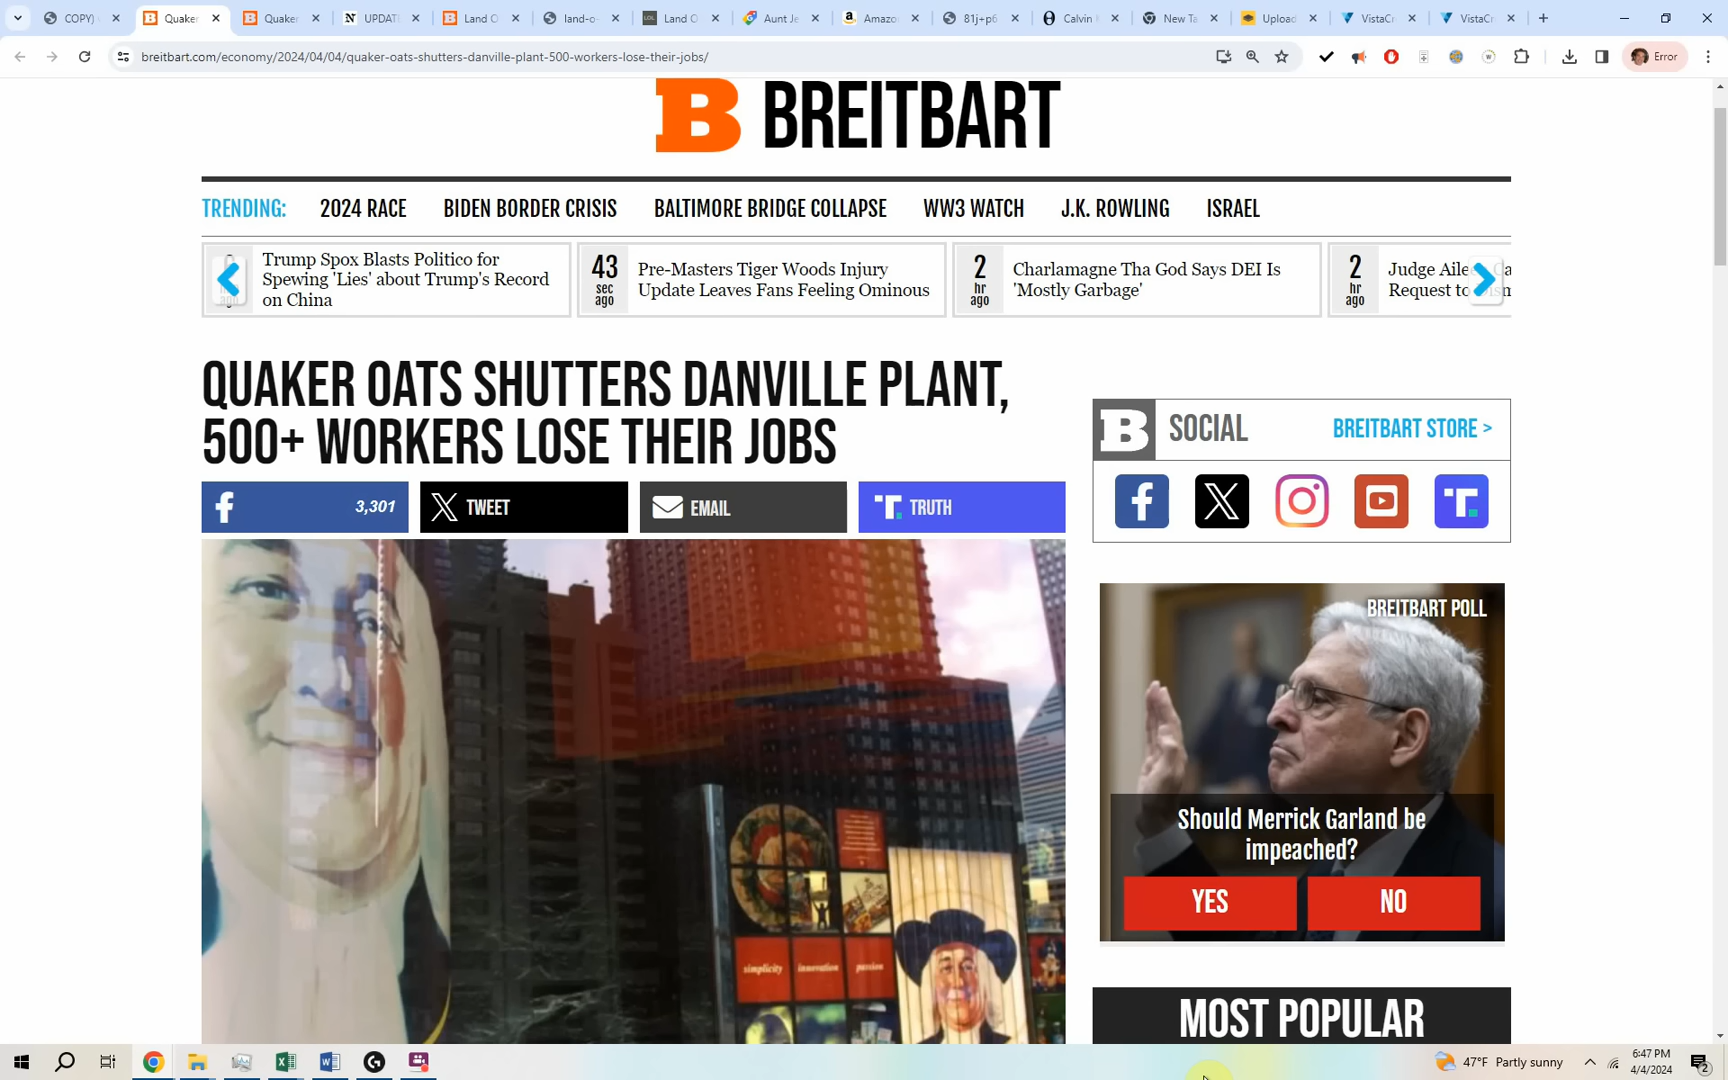 COPY)
Quaker
Quaker
UPDAT
Land O
land-o-
Land O
Aunt Je
Amazo
81j+p6
Calvin
New Ta
Upload
VistaCr
VistaCr
breitbart.com/economy/2024/04/04/quaker-oats-shutters-danville-plant-500-workers-lose-their-jobs/
Error
B BREITBART
TRENDING: 2024 RACE BIDEN BORDER CRISIS BALTIMORE BRIDGE COLLAPSE WW3 WATCH J.K. ROWLING ISRAEL
Trump Spox Blasts Politico for
Spewing 'Lies' about Trump's Record
on China
43
sec
ago
Pre-Masters Tiger Woods Injury
Update Leaves Fans Feeling Ominous
2
hr
ago
Charlamagne Tha God Says DEI Is
'Mostly Garbage'
2
hr
ago
Judge
Request to
QUAKER OATS SHUTTERS DANVILLE PLANT,
500+ WORKERS LOSE THEIR JOBS
3,301
TWEET
EMAIL
TRUTH
B SOCIAL
BREITBART STORE >
simplicity innovation passion
BREITBART POLL
Should Merrick Garland be
impeached?
YES NO
MOST POPULAR
47°F Partly sunny
6:47 PM
4/4/2024
2